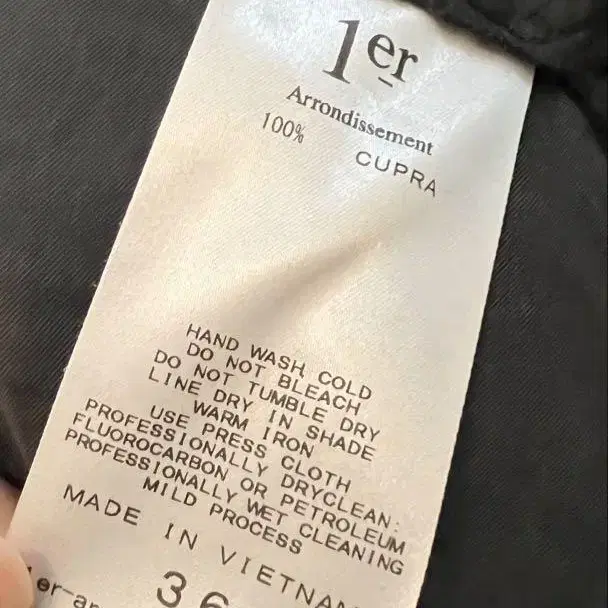 1er
Arrondissement
100% CUPRA
HAND WASH COLD
DO NOT BLEACH
DO NOT TUMBLE DRY
LINE DRY IN SHADE
WARM IRON
USE PRESS CLOTH
PROFESSIONALLY DRYCLEAN:
FLUOROCARBON OR PETROLEUM
PROFESSIONALLY WET CLEANING
MILD PROCESS
MADE IN VIETNAM
36